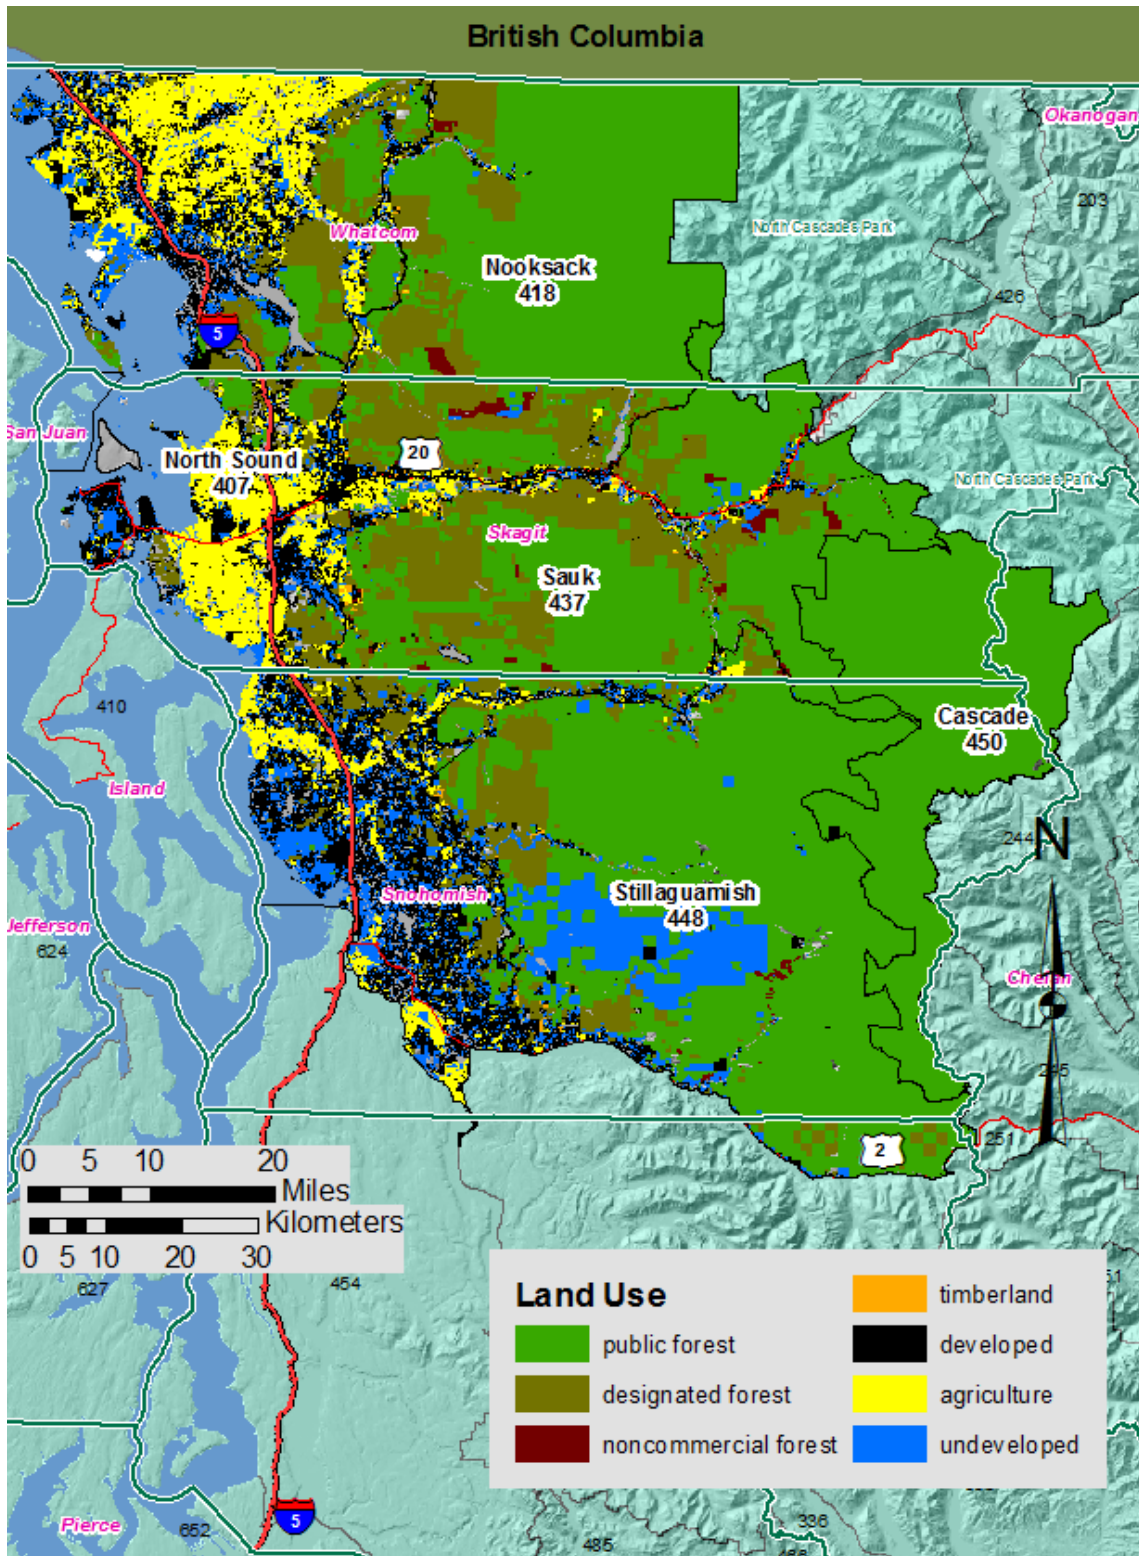 British Columbia
Okanogan
203
North Cascades Park
Whatcom
Nooksack
418
426
5
San Juan
North Sound
407
20
North Cascades Park
Skagit
Sauk
437
410
Cascade
450
Island
244
N
Snohomish
Stillaguamish
448
Jefferson
624
Chelan
245
251
2
0 5 10 20
Miles
Kilometers
0 5 10 20 30
627
454
Land Use
public forest
designated forest
noncommercial forest
timberland
developed
agriculture
undeveloped
5
Pierce
652
336
485